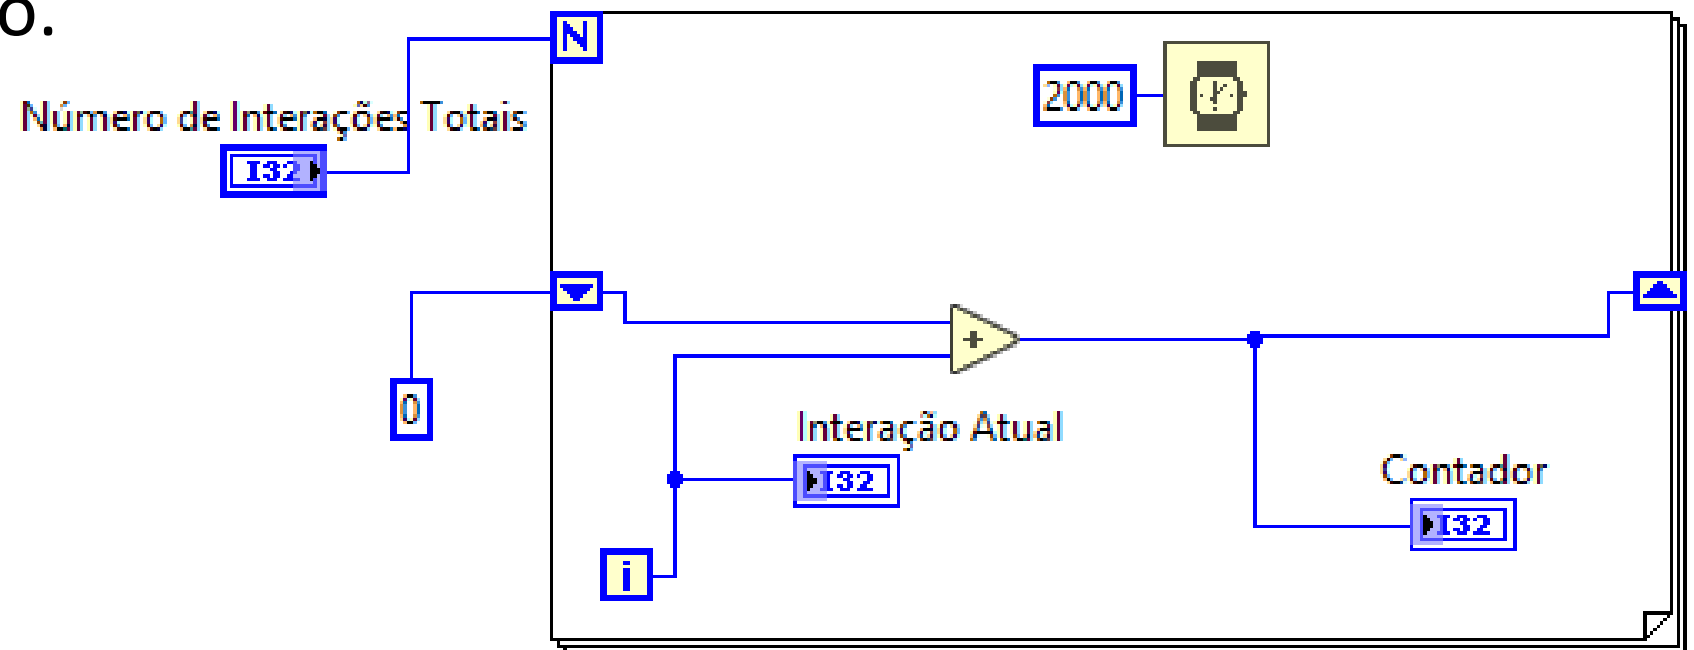 o.
N
2000
Número de Interações Totais
I32
0
+
Interação Atual
I32
Contador
I32
i